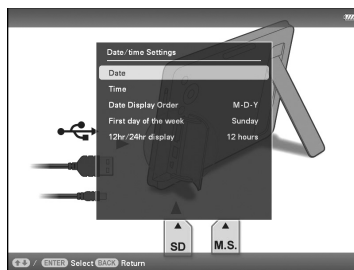 Date/time Settings
Date
Time
Date Display Order M-D-Y
First day of the week Sunday
12hr/24hr display 12 hours
SD M.S.
/ ENTER Select BACK Return